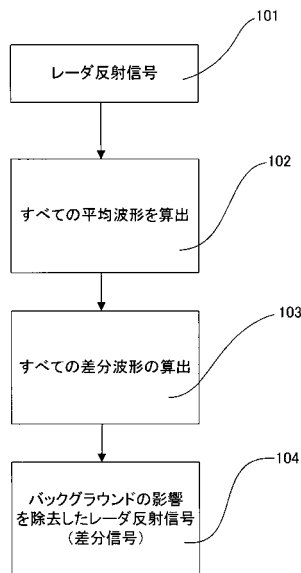 101
レーダ反射信号
102
すべての平均波形を算出
103
すべての差分波形の算出
104
バックグラウンドの影響
を除去したレーダ反射信号
(差分信号)